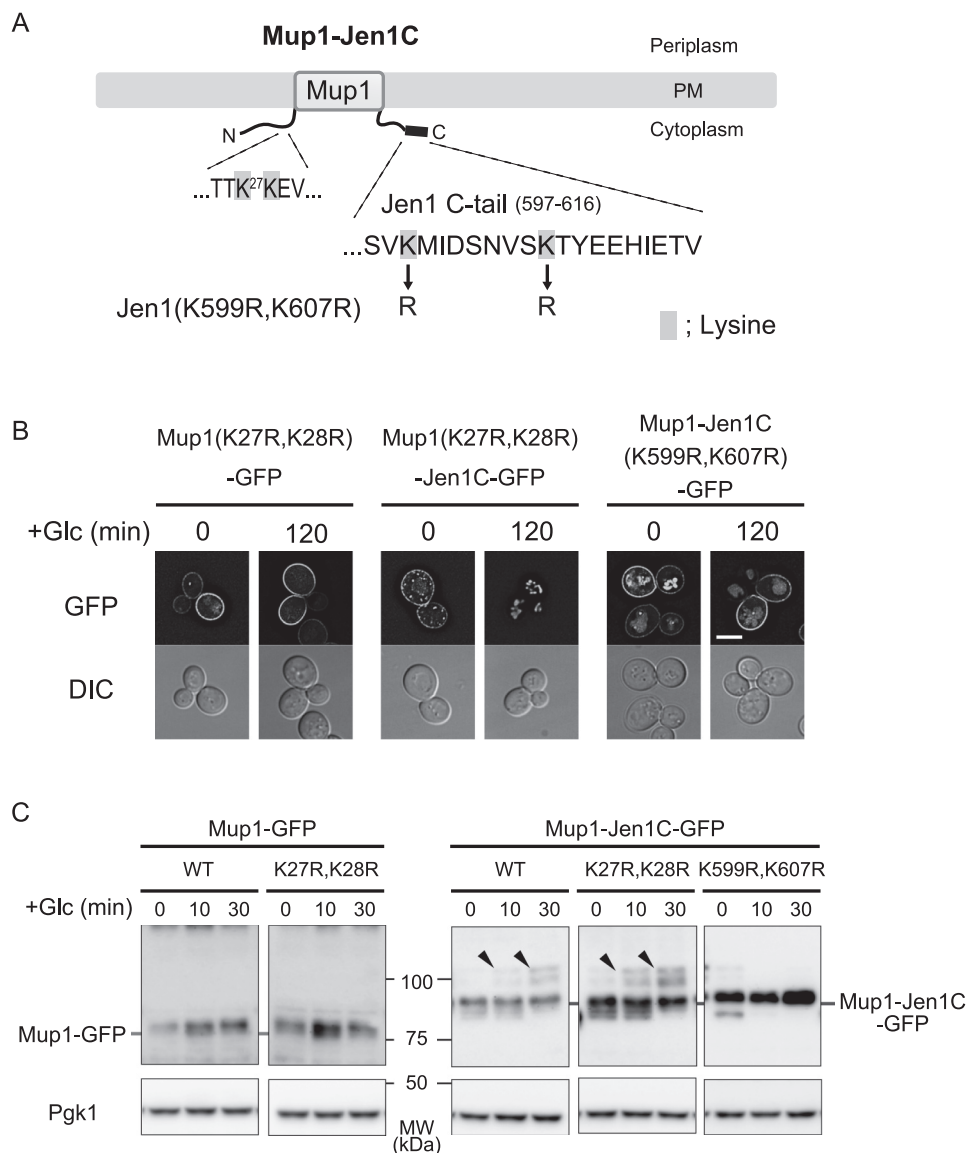 A
Mup1-Jen1C
Periplasm
Mup1
PM
N
C
Cytoplasm
...TTK27KEV...
Jen1 C-tail (597-616)
...SVKMIDSNVSKTYEEHIETV
Jen1(K599R,K607R)
R
R
; Lysine
B
Mup1(K27R,K28R)
-GFP
Mup1(K27R,K28R)
-Jen1C-GFP
Mup1-Jen1C
(K599R,K607R)
-GFP
+Glc (min)
0
120
0
120
0
120
GFP
DIC
C
Mup1-GFP
Mup1-Jen1C-GFP
WT
K27R,K28R
WT
K27R,K28R
K599R,K607R
+Glc (min)
0 10 30
0 10 30
0 10 30
0 10 30
0 10 30
100
Mup1-GFP
75
Mup1-Jen1C
-GFP
50
Pgk1
MW
(kDa)